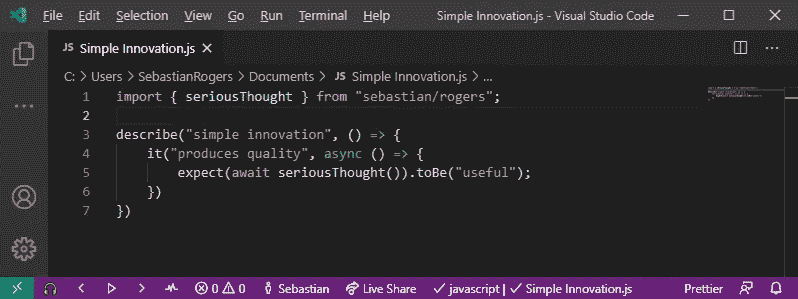 File Edit Selection View Go Run Terminal Help Simple Innovation.js - Visual Studio Code
JS Simple Innovation.js
C: > Users > SebastianRogers > Documents > JS Simple Innovation.js > ...
1 import { seriousThought } from "sebastian/rogers";
2
3 describe("simple innovation", () => {
4 it("produces quality", async () => {
5 expect(await seriousThought()).toBe("useful");
6 })
7 })
0 0 Sebastian Live Share javascript | Simple Innovation.js Prettier